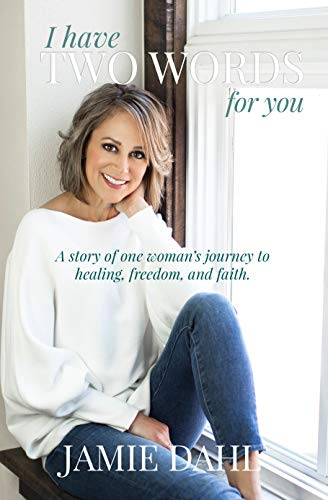 I have
TWO WORDS
for you
A story of one woman's journey to
healing, freedom, and faith.
JAMIE DAHL